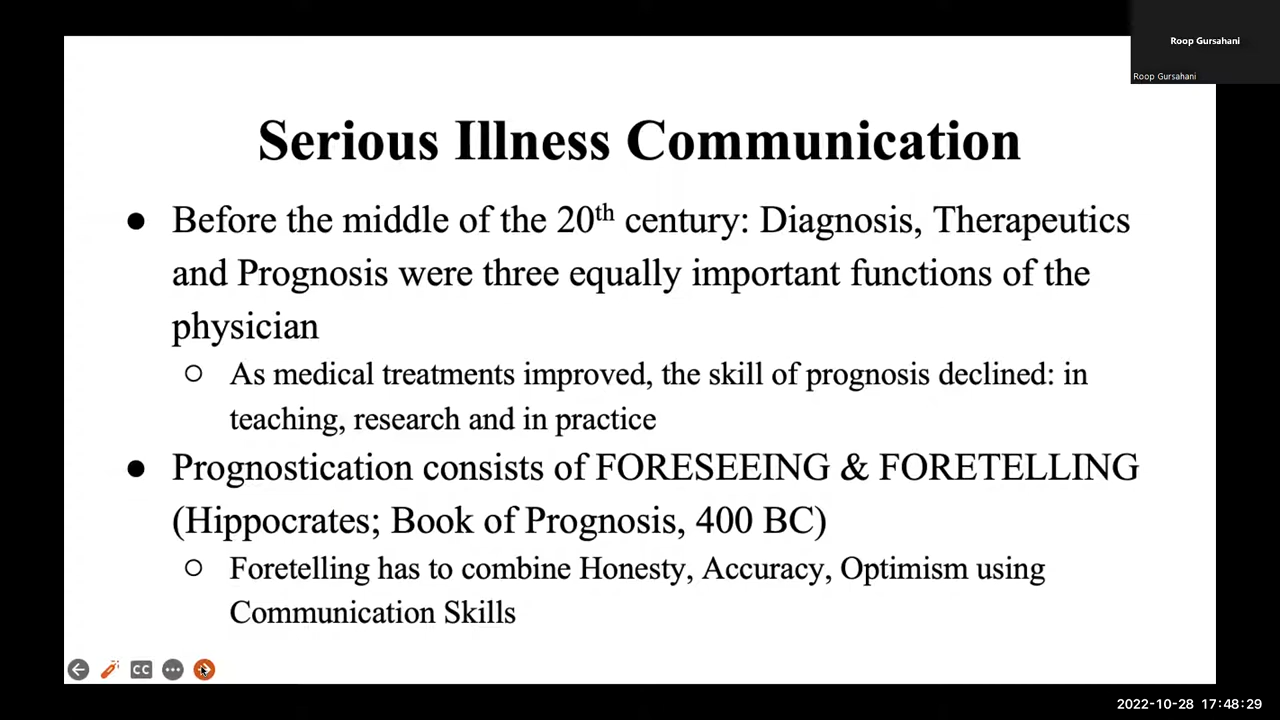 Roop Gursahani
Roop Gursahani
Serious Illness Communication
● Before the middle of the 20th century: Diagnosis, Therapeutics
and Prognosis were three equally important functions of the
physician
○ As medical treatments improved, the skill of prognosis declined: in
teaching, research and in practice
● Prognostication consists of FORESEEING & FORETELLING
(Hippocrates; Book of Prognosis, 400 BC)
○ Foretelling has to combine Honesty, Accuracy, Optimism using
Communication Skills
CC
2022-10-28 17:48:29